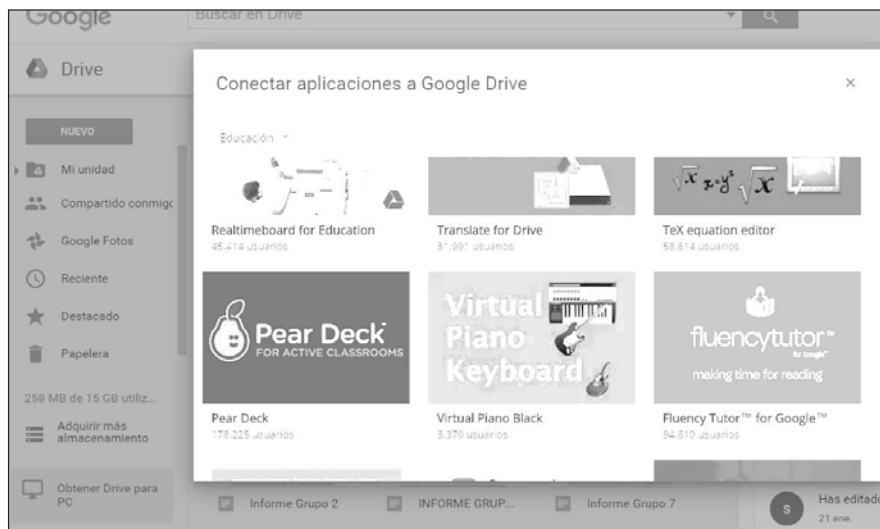 Google
Buscar en Drive
Drive
Conectar aplicaciones a Google Drive
×
NUEVO
Educación
Mi unidad
Compartido conmigo
Google Fotos
Reciente
Destacado
Papelera
258 MB de 15 GB utiliz...
Adquirir más
almacenamiento
Obtener Drive para
PC
√x x=y² √x
Realtimeboard for Education
45.414 usuarios
Translate for Drive
31.991 usuarios
TeX equation editor
58.614 usuarios
Pear Deck™
FOR ACTIVE CLASSROOMS
Virtual
Piano
Keyboard
fluencytutor™
for Google™
making time for reading
Pear Deck
178.225 usuarios
Virtual Piano Black
3.370 usuarios
Fluency Tutor™ for Google™
94.610 usuarios
Informe Grupo 2
INFORME GRUP...
Informe Grupo 7
S
Has editado
21 ene.